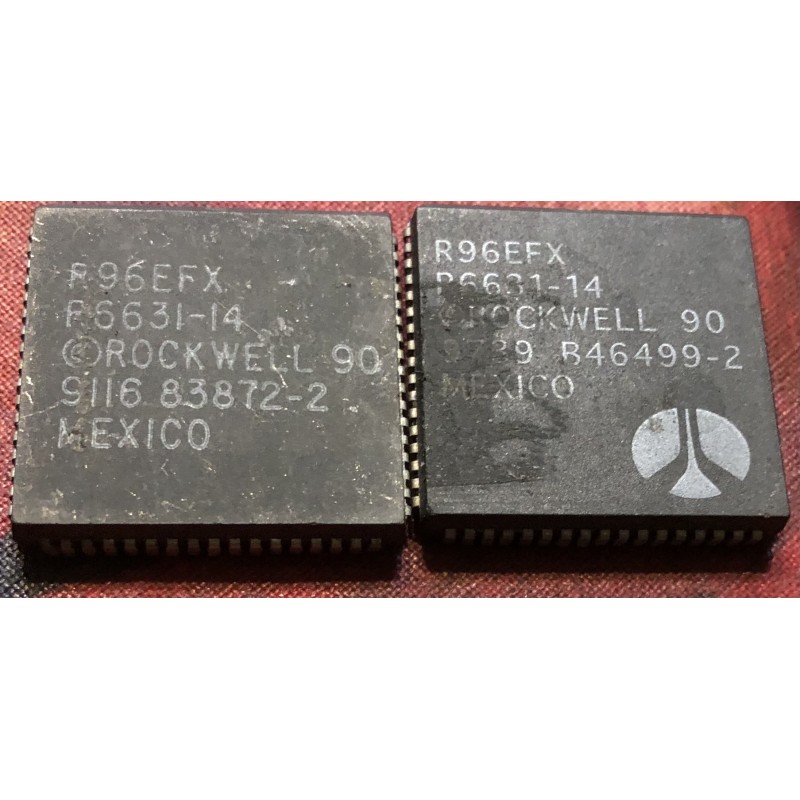 R96EFX
R6631-14
©ROCKWELL 90
9116 83872-2
MEXICO
R96EFX
R6631-14
©ROCKWELL 90
B46499-2
MEXICO